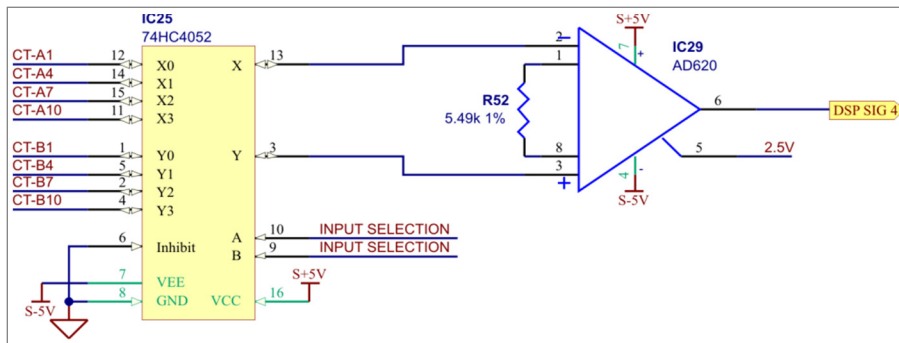 IC25
74HC4052
CT-A1 12 X0 X 13
CT-A4 14 X1
CT-A7 15 X2
CT-A10 11 X3
CT-B1 1 Y0 Y 3
CT-B4 5 Y1
CT-B7 2 Y2
CT-B10 4 Y3
6 Inhibit
A 10 INPUT SELECTION
B 9 INPUT SELECTION
7 VEE
8 GND VCC 16
S-5V
S+5V
S+5V
7 +
IC29
AD620
2 -
1
R52
5.49k 1%
8
3
+
6 DSP SIG 4
5 2.5V
4 -
S-5V